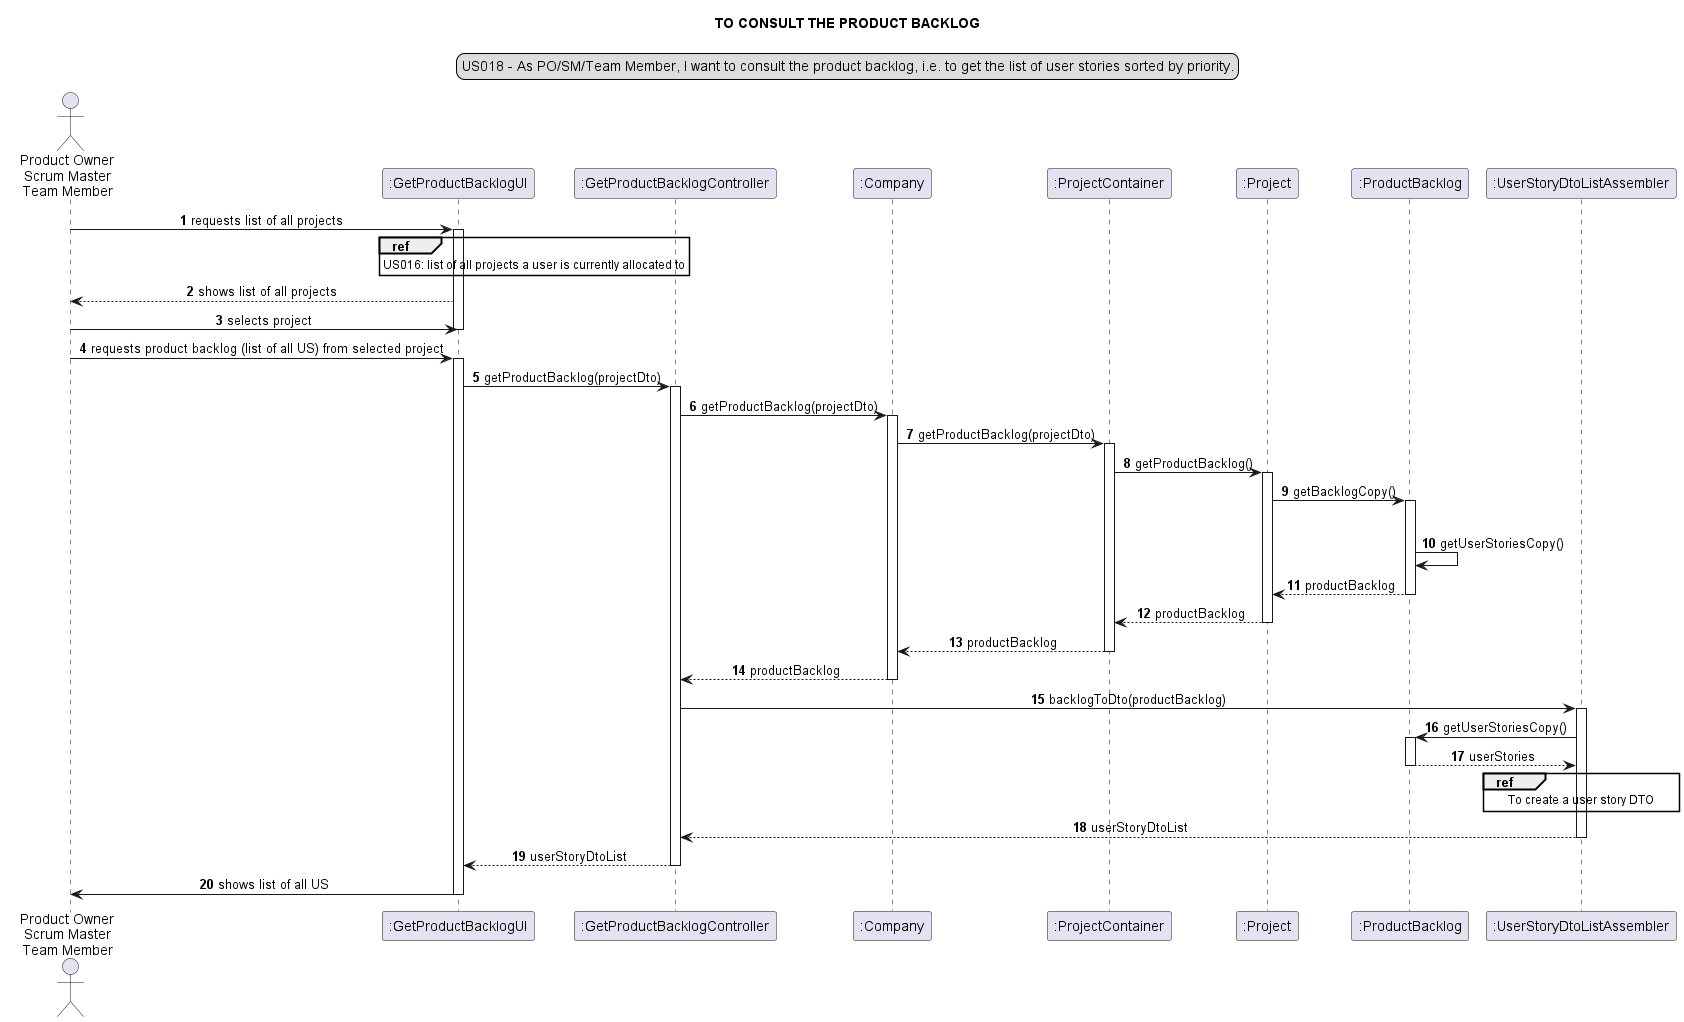 TO CONSULT THE PRODUCT BACKLOG
US018 - As PO/SM/Team Member, I want to consult the product backlog, i.e. to get the list of user stories sorted by priority.
Product Owner
Scrum Master
Team Member
:GetProductBacklogUI
:GetProductBacklogController
:Company
:ProjectContainer
:Project
:ProductBacklog
:UserStoryDtoListAssembler
1 requests list of all projects
ref
US016: list of all projects a user is currently allocated to
2 shows list of all projects
3 selects project
4 requests product backlog (list of all US) from selected project
5 getProductBacklog(projectDto)
6 getProductBacklog(projectDto)
7 getProductBacklog(projectDto)
8 getProductBacklog()
9 getBacklogCopy()
10 getUserStoriesCopy()
11 productBacklog
12 productBacklog
13 productBacklog
14 productBacklog
15 backlogToDto(productBacklog)
16 getUserStoriesCopy()
17 userStories
ref
To create a user story DTO
18 userStoryDtoList
19 userStoryDtoList
20 shows list of all US
Product Owner
Scrum Master
Team Member
:GetProductBacklogUI
:GetProductBacklogController
:Company
:ProjectContainer
:Project
:ProductBacklog
:UserStoryDtoListAssembler